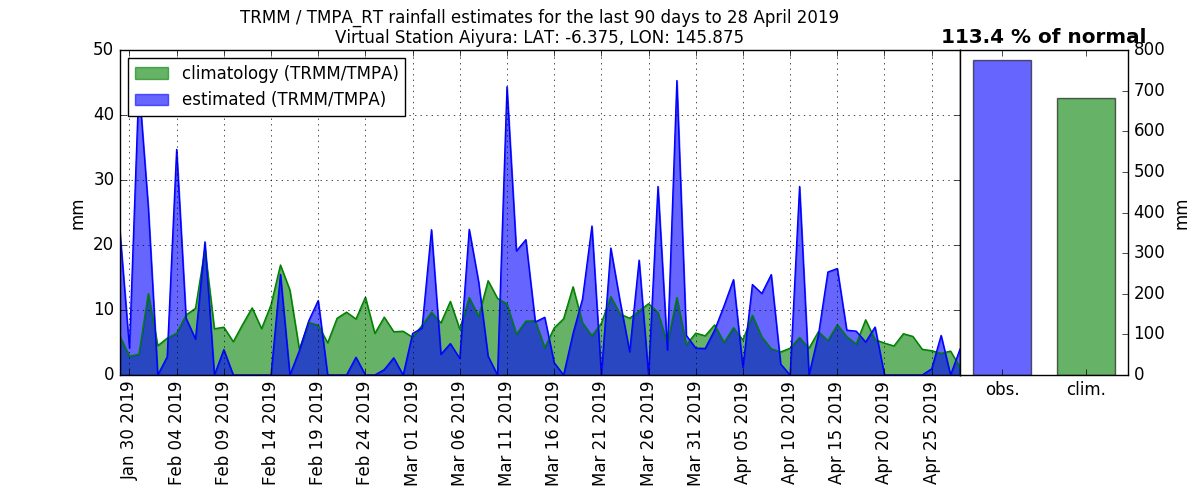 TRMM / TMPA_RT rainfall estimates for the last 90 days to 28 April 2019
Virtual Station Aiyura: LAT: -6.375, LON: 145.875
113.4 % of normal
climatology (TRMM/TMPA)
estimated (TRMM/TMPA)
50
40
30
20
10
0
mm
800
700
600
500
400
300
200
100
0
mm
Jan 30 2019
Feb 04 2019
Feb 09 2019
Feb 14 2019
Feb 19 2019
Feb 24 2019
Mar 01 2019
Mar 06 2019
Mar 11 2019
Mar 16 2019
Mar 21 2019
Mar 26 2019
Mar 31 2019
Apr 05 2019
Apr 10 2019
Apr 15 2019
Apr 20 2019
Apr 25 2019
obs.
clim.